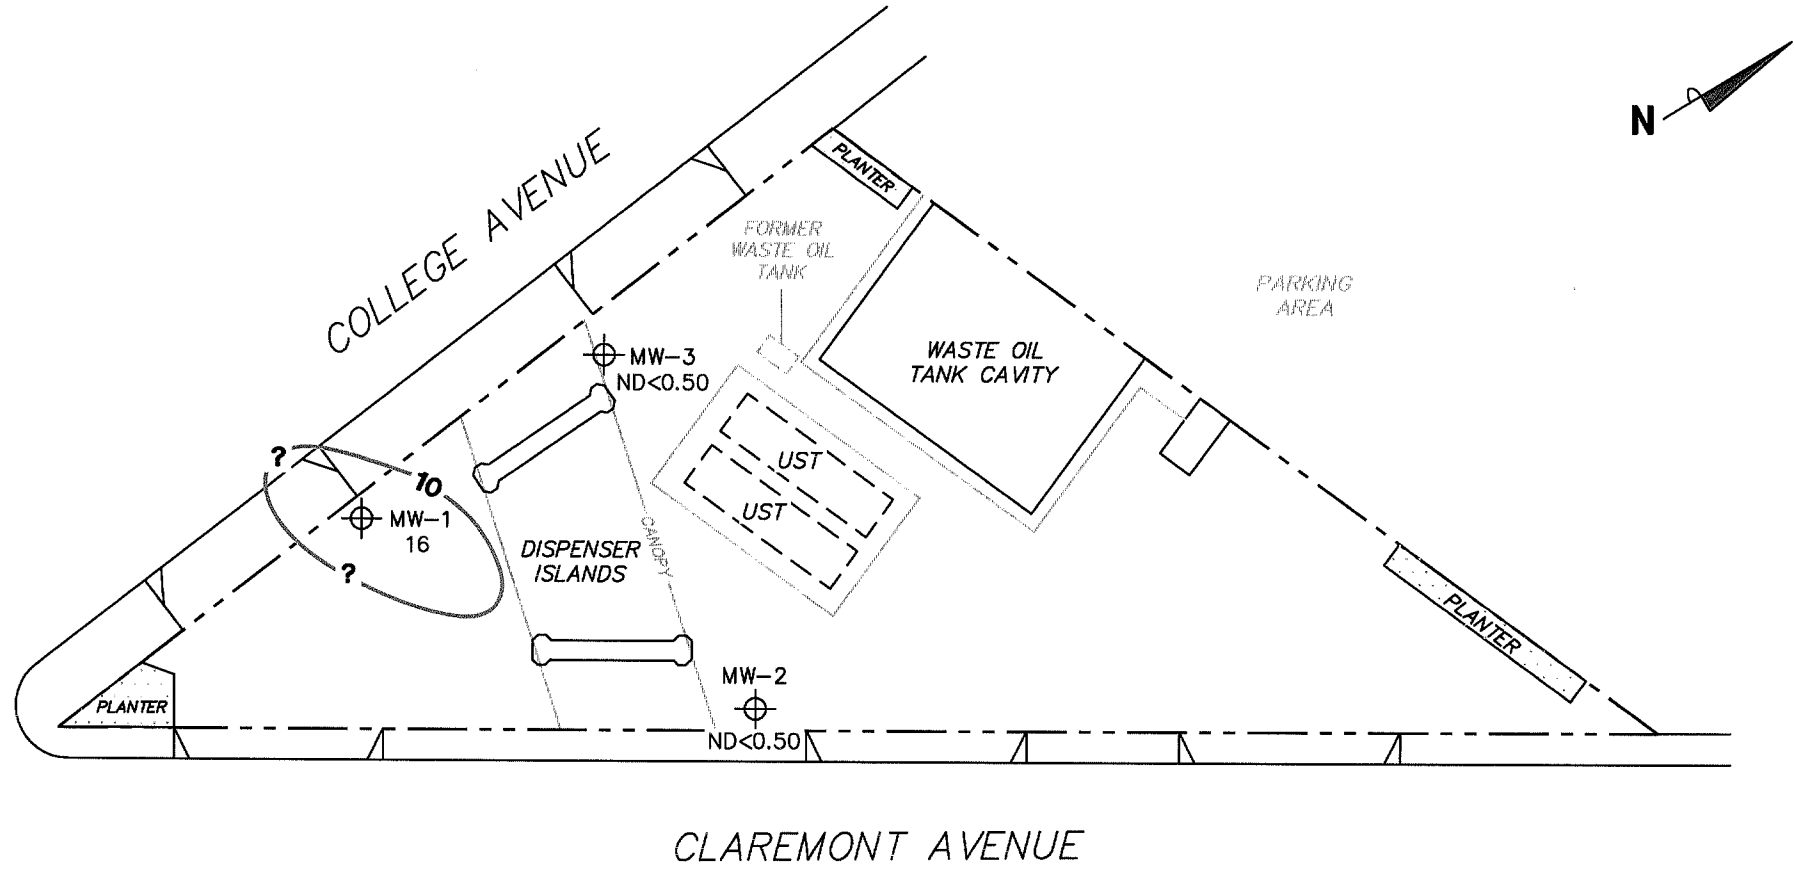 N
COLLEGE AVENUE
PLANTER
FORMER
WASTE OIL
TANK
PARKING
AREA
WASTE OIL
TANK CAVITY
MW-3
ND<0.50
?
10
UST
UST
MW-1
16
CANOPY
DISPENSER
ISLANDS
?
PLANTER
MW-2
PLANTER
ND<0.50
CLAREMONT AVENUE